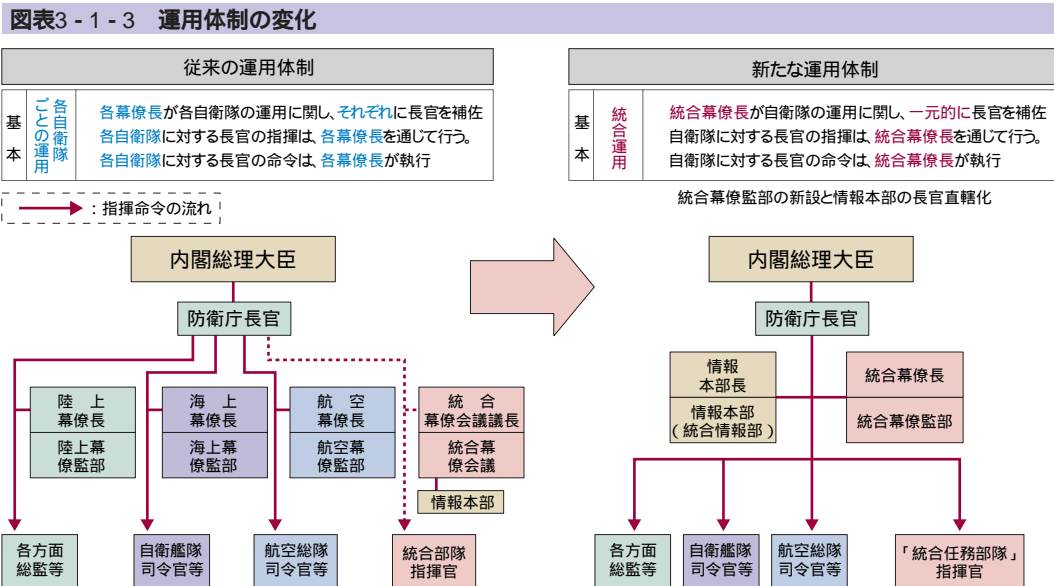 図表3-1-3 運用体制の変化
従来の運用体制
基本
各自衛隊
ごとの運用
各幕僚長が各自衛隊の運用に関し、それぞれに長官を補佐
各自衛隊に対する長官の指揮は、各幕僚長を通じて行う。
各自衛隊に対する長官の命令は、各幕僚長が執行
:指揮命令の流れ
内閣総理大臣
防衛庁長官
陸 上
幕僚長
陸上幕
僚監部
海 上
幕僚長
海上幕
僚監部
航 空
幕僚長
航空幕
僚監部
統 合
幕僚会議議長
統合幕
僚会議
情報本部
各方面
総監等
自衛艦隊
司令官等
航空総隊
司令官等
統合部隊
指揮官
新たな運用体制
基本
統合運用
統合幕僚長が自衛隊の運用に関し、一元的に長官を補佐
自衛隊に対する長官の指揮は、統合幕僚長を通じて行う。
自衛隊に対する長官の命令は、統合幕僚長が執行
統合幕僚監部の新設と情報本部の長官直轄化
内閣総理大臣
防衛庁長官
情報
本部長
情報本部
(統合情報部)
統合幕僚長
統合幕僚監部
各方面
総監等
自衛艦隊
司令官等
航空総隊
司令官等
「統合任務部隊」
指揮官